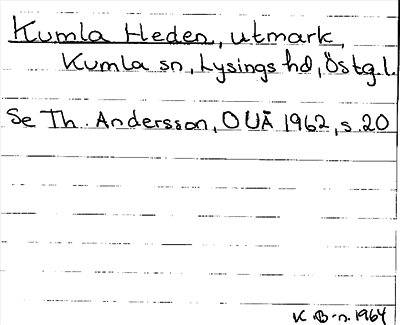 Kumla Heden, utmark,
Kumla sn, Lysings hd, Östg.l.
Se Th. Andersson, OUÅ 1962, s. 20
K B-n. 1964